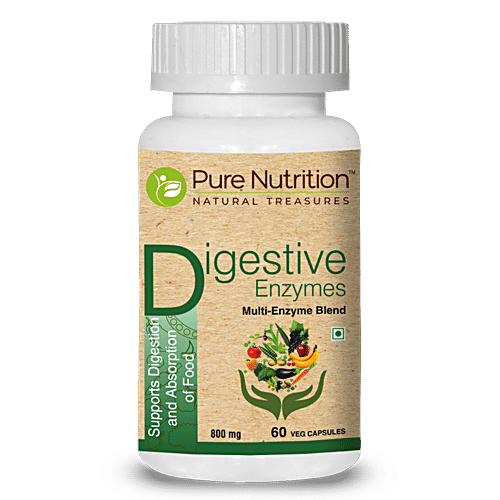 Pure Nutrition™
NATURAL TREASURES
Digestive
Enzymes
Multi-Enzyme Blend
Supports Digestion
and Absorption
of Food
800 mg
60 VEG CAPSULES